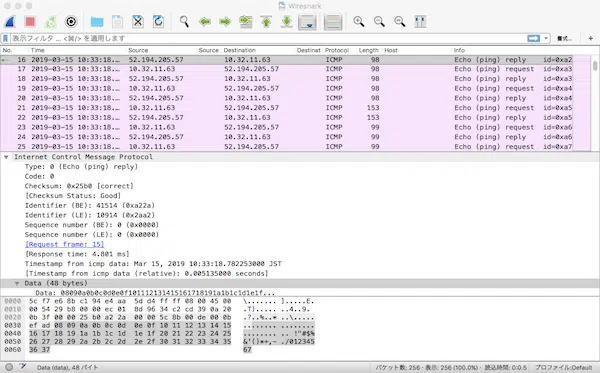 Wireshark
表示フィルタ ... <⌘/> を適用します 書式... +
No. Time Source Source Destination Destinat Protocol Length Host Info
16 2019-03-15 10:33:18.... 52.194.205.57 10.32.11.63 ICMP 98 Echo (ping) reply id=0xa2
17 2019-03-15 10:33:18.... 10.32.11.63 52.194.205.57 ICMP 98 Echo (ping) request id=0xa3
18 2019-03-15 10:33:18.... 52.194.205.57 10.32.11.63 ICMP 98 Echo (ping) reply id=0xa3
19 2019-03-15 10:33:18.... 10.32.11.63 52.194.205.57 ICMP 98 Echo (ping) request id=0xa4
20 2019-03-15 10:33:18.... 52.194.205.57 10.32.11.63 ICMP 98 Echo (ping) reply id=0xa4
21 2019-03-15 10:33:18.... 10.32.11.63 52.194.205.57 ICMP 153 Echo (ping) request id=0xa5
22 2019-03-15 10:33:18.... 52.194.205.57 10.32.11.63 ICMP 153 Echo (ping) reply id=0xa5
23 2019-03-15 10:33:18.... 10.32.11.63 52.194.205.57 ICMP 99 Echo (ping) request id=0xa6
24 2019-03-15 10:33:18.... 52.194.205.57 10.32.11.63 ICMP 99 Echo (ping) reply id=0xa6
25 2019-03-15 10:33:18.... 10.32.11.63 52.194.205.57 ICMP 99 Echo (ping) request id=0xa7
Internet Control Message Protocol
Type: 0 (Echo (ping) reply)
Code: 0
Checksum: 0x25b0 [correct]
[Checksum Status: Good]
Identifier (BE): 41514 (0xa22a)
Identifier (LE): 10914 (0x2aa2)
Sequence number (BE): 0 (0x0000)
Sequence number (LE): 0 (0x0000)
[Request frame: 15]
[Response time: 4.801 ms]
Timestamp from icmp data: Mar 15, 2019 10:33:18.782253000 JST
[Timestamp from icmp data (relative): 0.005135000 seconds]
Data (48 bytes)
Data: 08090a0b0c0d0e0f101112131415161718191a1b1c1d1e1f...
0000 5c f7 e6 8b c1 94 e4 aa 5d d4 ff ff 08 00 45 00 \....... ].....E.
0010 00 54 29 b8 00 00 ec 01 8d 96 34 c2 cd 39 0a 20 .T)..... ..4..9.
0020 0b 3f 00 00 25 b0 a2 2a 00 00 5c 8b 00 de 00 0b .?..%..* ..\.....
0030 ef ad 08 09 0a 0b 0c 0d 0e 0f 10 11 12 13 14 15 ........ ........
0040 16 17 18 19 1a 1b 1c 1d 1e 1f 20 21 22 23 24 25 ........ .. !"#$%
0050 26 27 28 29 2a 2b 2c 2d 2e 2f 30 31 32 33 34 35 &'()*+,- ./012345
0060 36 37 67
Data (data), 48 バイト パケット数: 256 · 表示: 256 (100.0%) · 読込時間: 0:0.5 プロファイル:Default